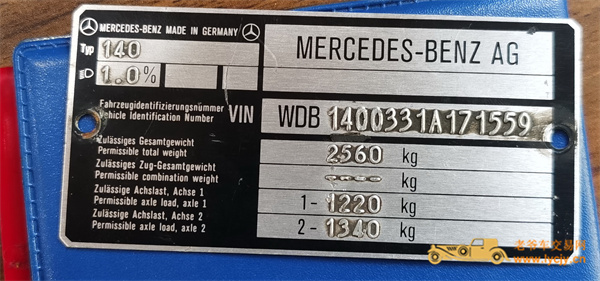 MERCEDES-BENZ MADE IN GERMANY
Typ 140
1.0%
MERCEDES-BENZ AG
Fahrzeugidentifizierungsnummer
Vehicle Identification Number
VIN WDB 1400331A171559
Zulässiges Gesamtgewicht
Permissible total weight
2560 kg
Zulässiges Zug-Gesamtgewicht
Permissible combination weight
---- kg
Zulässige Achslast, Achse 1
Permissible axle load, axle 1
1- 1220 kg
Zulässige Achslast, Achse 2
Permissible axle load, axle 2
2- 1340 kg
老爷车交易网
www.lycjy.cn